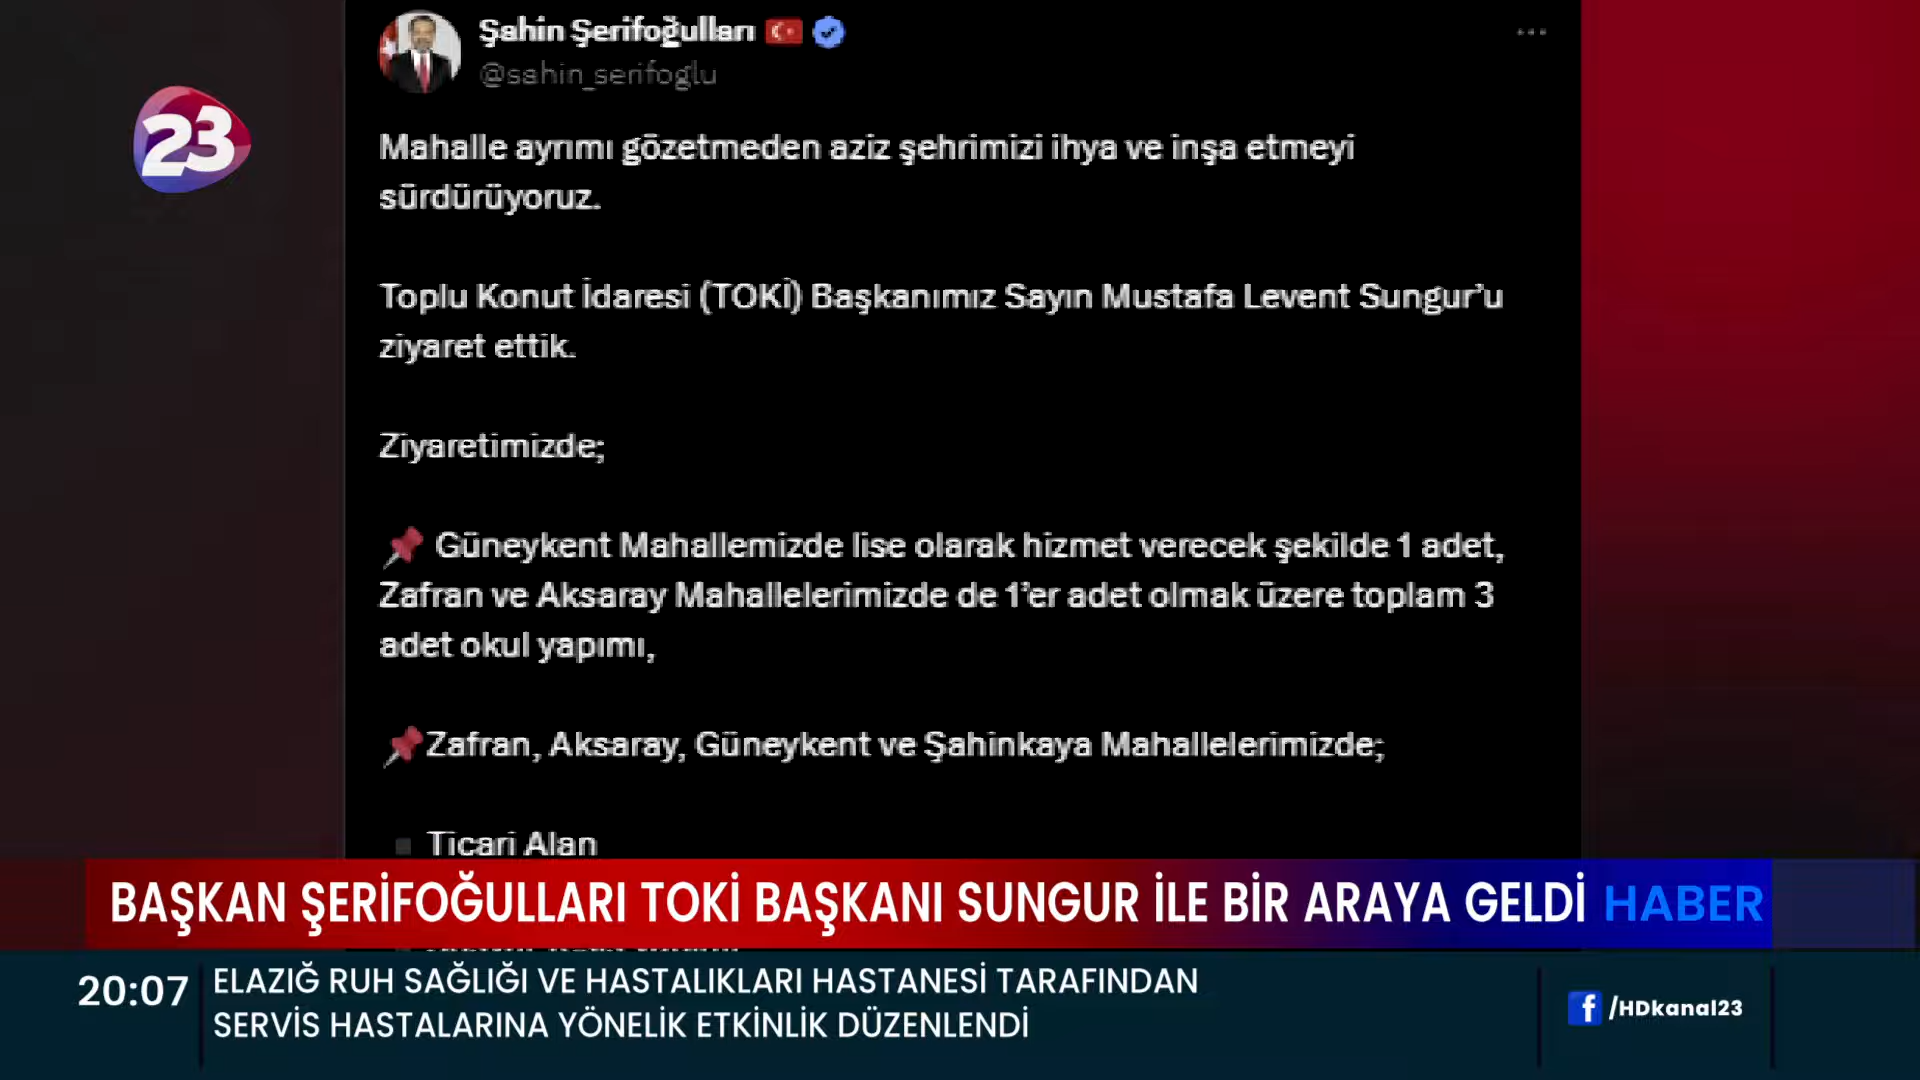 Şahin Şerifoğulları
@sahin_serifoglu
23
Mahalle ayrımı gözetmeden aziz şehrimizi ihya ve inşa etmeyi
sürdürüyoruz.
Toplu Konut İdaresi (TOKİ) Başkanımız Sayın Mustafa Levent Sungur’u
ziyaret ettik.
Ziyaretimizde;
Güneykent Mahallemizde lise olarak hizmet verecek şekilde 1 adet,
Zafran ve Aksaray Mahallelerimizde de 1’er adet olmak üzere toplam 3
adet okul yapımı,
Zafran, Aksaray, Güneykent ve Şahinkaya Mahallelerimizde;
Ticari Alan
BAŞKAN ŞERİFOĞULLARI TOKİ BAŞKANI SUNGUR İLE BİR ARAYA GELDİ HABER
20:07
ELAZIĞ RUH SAĞLIĞI VE HASTALIKLARI HASTANESİ TARAFINDAN
SERVİS HASTALARINA YÖNELİK ETKİNLİK DÜZENLENDİ
/HDkanal23